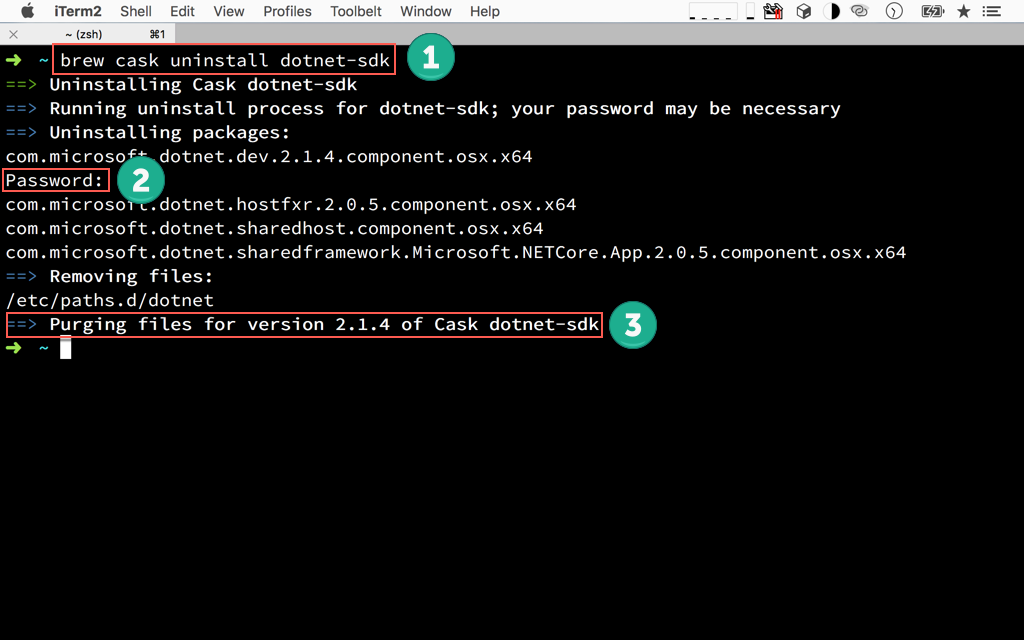 iTerm2 Shell Edit View Profiles Toolbelt Window Help
~ (zsh) ⌘1
➜ ~ brew cask uninstall dotnet-sdk 1
==> Uninstalling Cask dotnet-sdk
==> Running uninstall process for dotnet-sdk; your password may be necessary
==> Uninstalling packages:
com.microsoft.dotnet.dev.2.1.4.component.osx.x64
Password: 2
com.microsoft.dotnet.hostfxr.2.0.5.component.osx.x64
com.microsoft.dotnet.sharedhost.component.osx.x64
com.microsoft.dotnet.sharedframework.Microsoft.NETCore.App.2.0.5.component.osx.x64
==> Removing files:
/etc/paths.d/dotnet
==> Purging files for version 2.1.4 of Cask dotnet-sdk 3
➜ ~